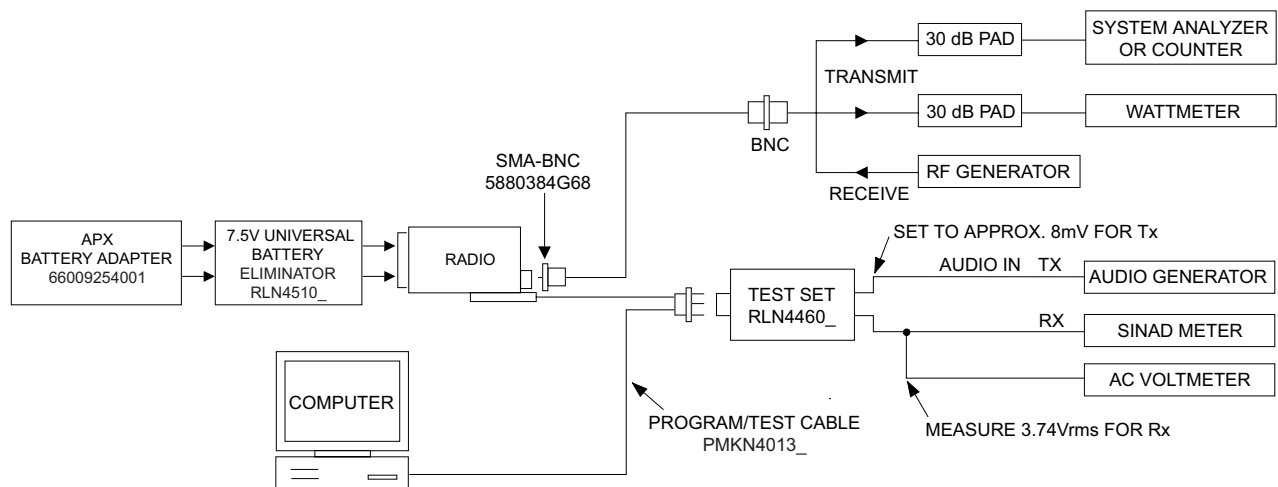 30 dB PAD
SYSTEM ANALYZER
OR COUNTER
TRANSMIT
30 dB PAD
WATTMETER
BNC
SMA-BNC
5880384G68
RF GENERATOR
RECEIVE
APX
BATTERY ADAPTER
66009254001
7.5V UNIVERSAL
BATTERY
ELIMINATOR
RLN4510_
RADIO
SET TO APPROX. 8mV FOR Tx
AUDIO IN TX
AUDIO GENERATOR
TEST SET
RLN4460_
RX
SINAD METER
AC VOLTMETER
COMPUTER
PROGRAM/TEST CABLE
PMKN4013_
MEASURE 3.74Vrms FOR Rx